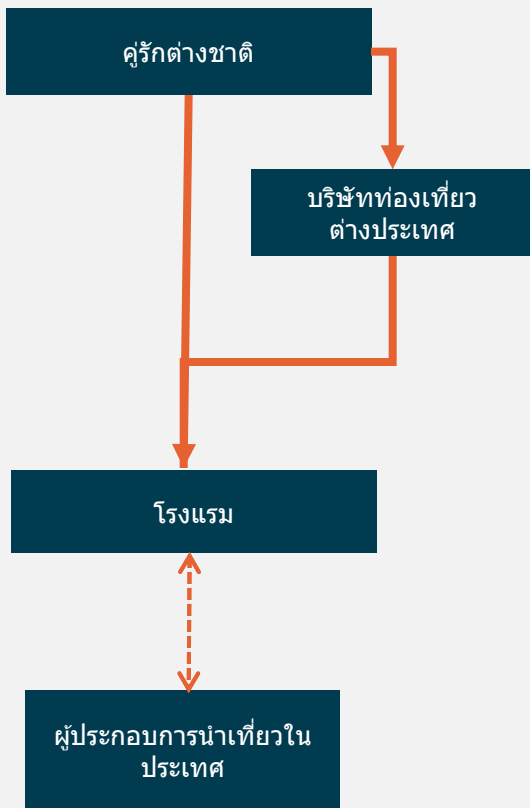 คู่รักต่างชาติ
บริษัทท่องเที่ยว
ต่างประเทศ
โรงแรม
ผู้ประกอบการนำเที่ยวใน
ประเทศ